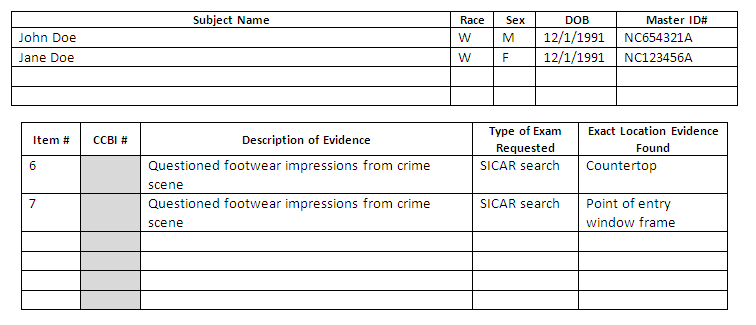 Subject Name Race Sex DOB Master ID#
John Doe W M 12/1/1991 NC654321A
Jane Doe W F 12/1/1991 NC123456A
Item # CCBI # Description of Evidence Type of Exam Requested Exact Location Evidence Found
6 Questioned footwear impressions from crime scene SICAR search Countertop
7 Questioned footwear impressions from crime scene SICAR search Point of entry window frame